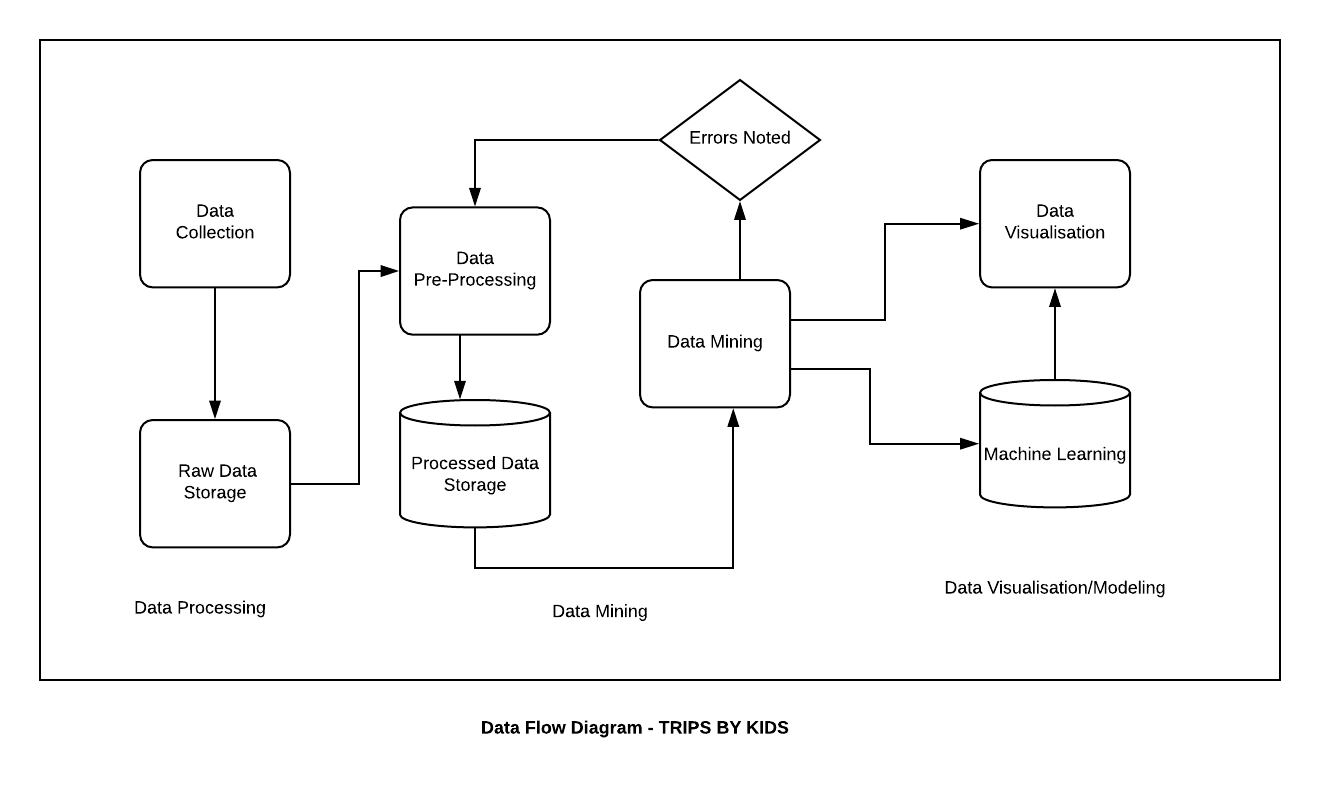 Errors Noted
Data
Collection
Data
Pre-Processing
Data
Visualisation
Data Mining
Raw Data
Storage
Processed Data
Storage
Machine Learning
Data Processing
Data Mining
Data Visualisation/Modeling
Data Flow Diagram - TRIPS BY KIDS